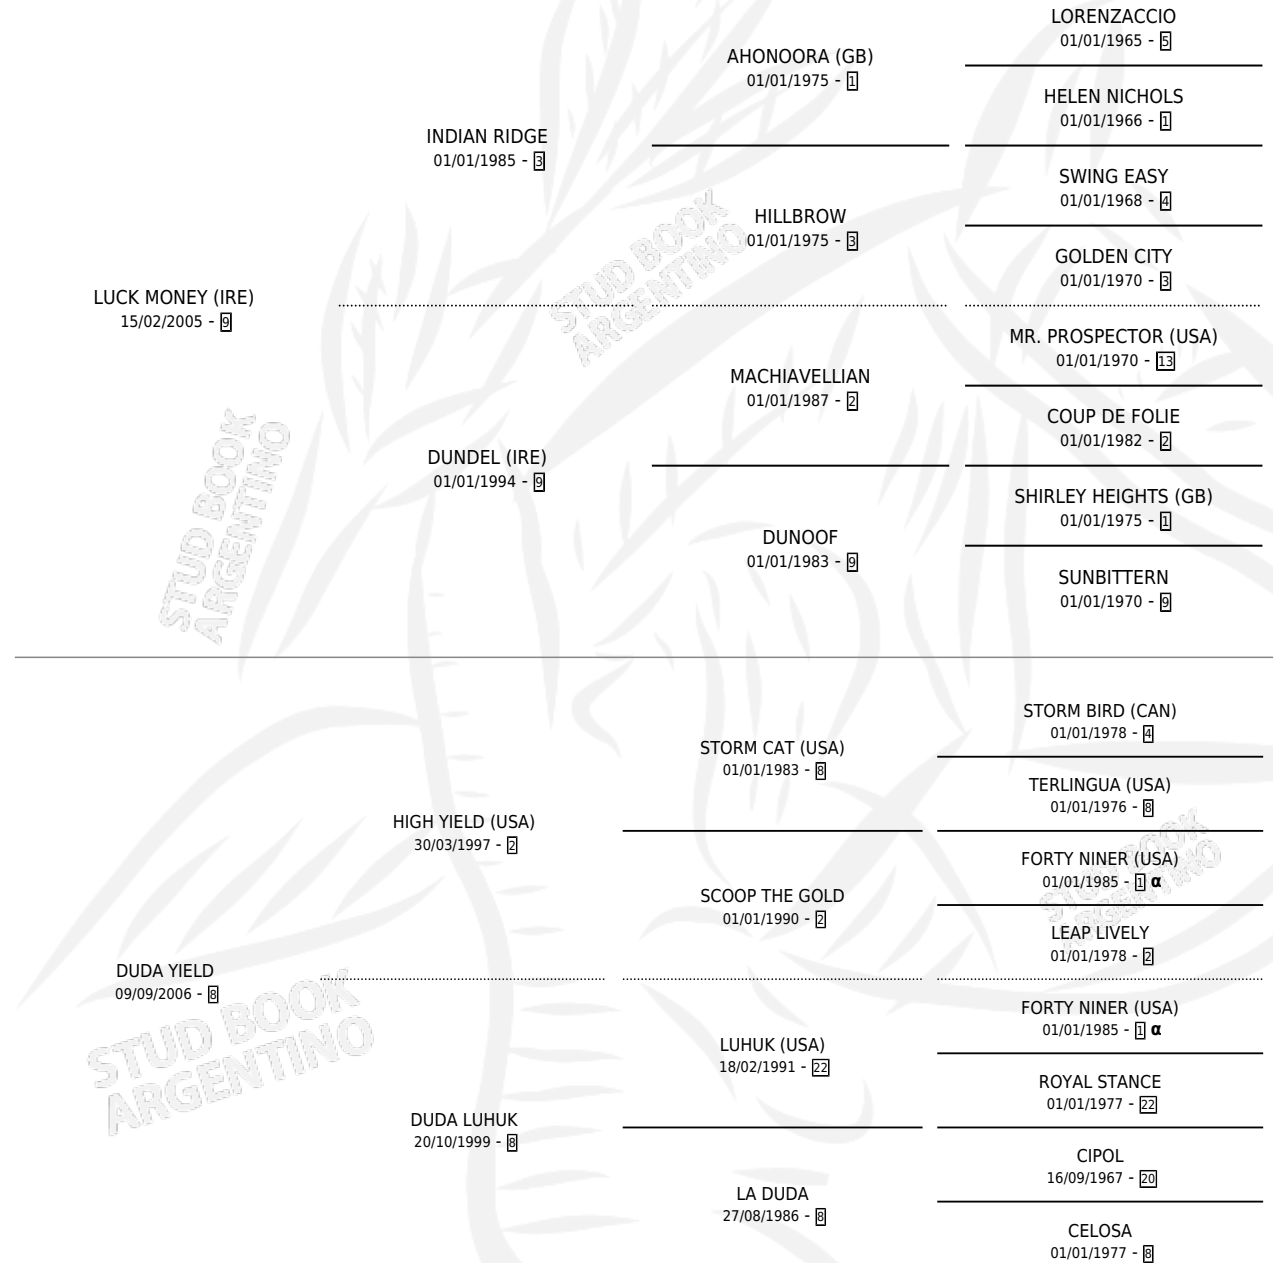 LORENZACCIO
01/01/1965 - 5
AHONOORA (GB)
01/01/1975 - 1
HELEN NICHOLS
01/01/1966 - 1
INDIAN RIDGE
01/01/1985 - 3
SWING EASY
01/01/1968 - 4
HILLBROW
01/01/1975 - 3
GOLDEN CITY
01/01/1970 - 3
STUD BOOK
ARGENTINO
LUCK MONEY (IRE)
15/02/2005 - 9
MR. PROSPECTOR (USA)
01/01/1970 - 13
MACHIAVELLIAN
01/01/1987 - 2
COUP DE FOLIE
01/01/1982 - 2
DUNDEL (IRE)
01/01/1994 - 9
SHIRLEY HEIGHTS (GB)
01/01/1975 - 1
DUNOOF
01/01/1983 - 9
SUNBITTERN
01/01/1970 - 9
STUD BOOK
ARGENTINO
STORM BIRD (CAN)
01/01/1978 - 4
STORM CAT (USA)
01/01/1983 - 8
TERLINGUA (USA)
01/01/1976 - 8
HIGH YIELD (USA)
30/03/1997 - 2
FORTY NINER (USA)
01/01/1985 - 1 α
SCOOP THE GOLD
01/01/1990 - 2
LEAP LIVELY
01/01/1978 - 2
STUD BOOK
ARGENTINO
DUDA YIELD
09/09/2006 - 8
FORTY NINER (USA)
01/01/1985 - 1 α
LUHUK (USA)
18/02/1991 - 22
ROYAL STANCE
01/01/1977 - 22
DUDA LUHUK
20/10/1999 - 8
CIPOL
16/09/1967 - 20
LA DUDA
27/08/1986 - 8
CELOSA
01/01/1977 - 8
STUD BOOK
ARGENTINO